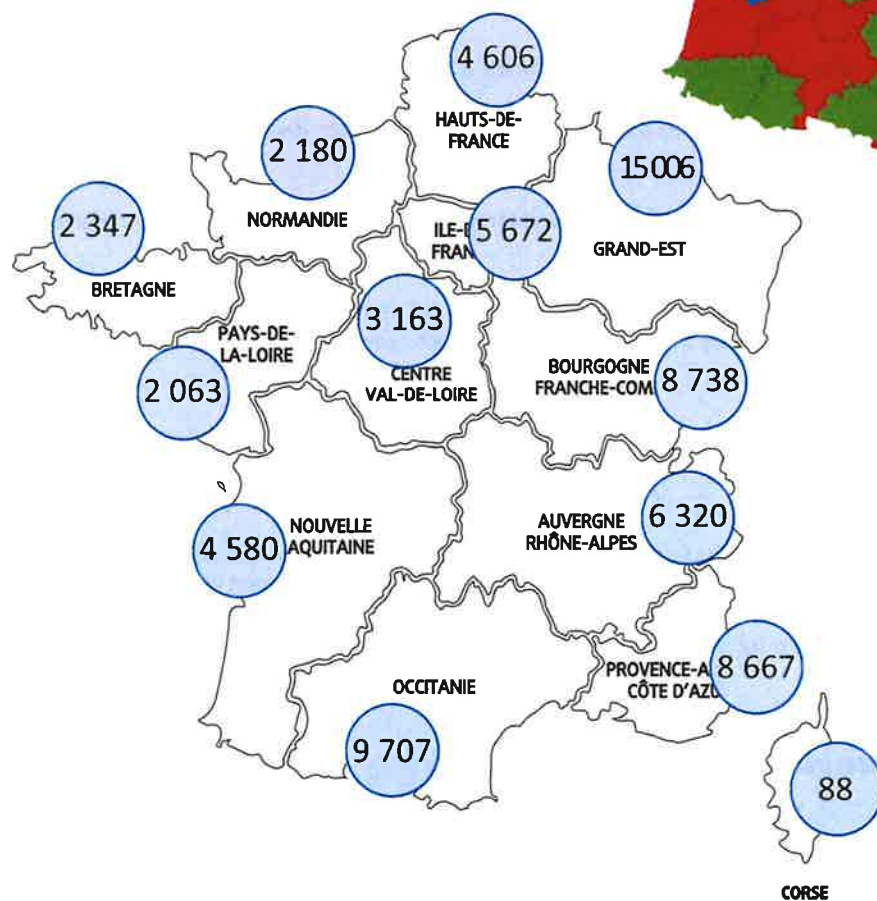 4 606
HAUTS-DE-
FRANCE
2 180
NORMANDIE
15006
GRAND-EST
2 347
BRETAGNE
5 672
3 163
CENTRE
VAL-DE-LOIRE
PAYS-DE-
LA-LOIRE
2 063
BOURGOGNE
8 738
4 580
NOUVELLE
AQUITAINE
AUVERGNE
RHÔNE-ALPES
6 320
OCCITANIE
9 707
8 667
CÔTE D'AZU
88
CORSE